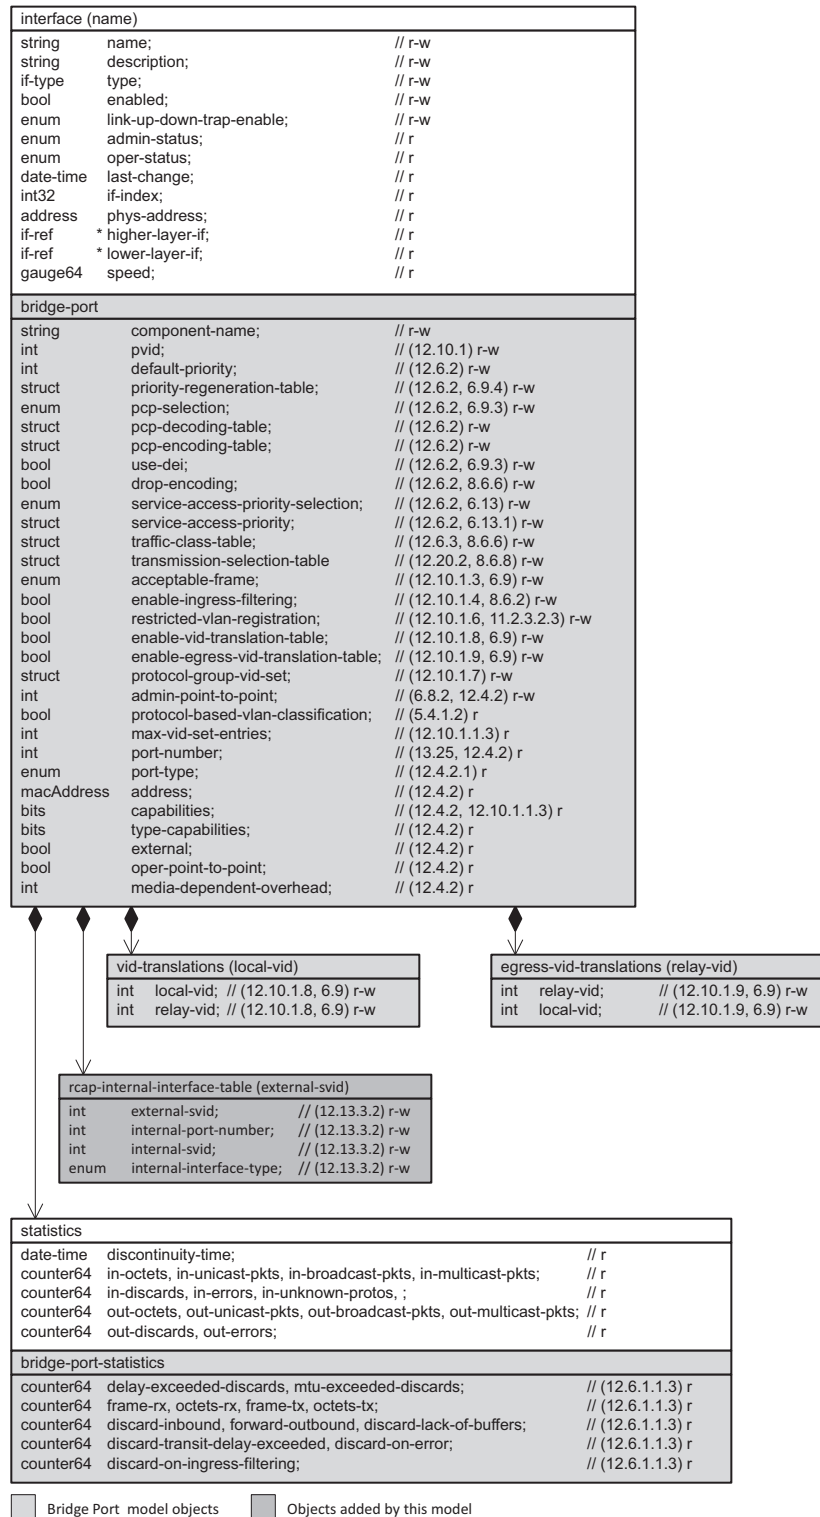 interface (name)
string name; // r-w
string description; // r-w
if-type type; // r-w
bool enabled; // r-w
enum link-up-down-trap-enable; // r-w
enum admin-status; // r
enum oper-status; // r
date-time last-change; // r
int32 if-index; // r
address phys-address; // r
if-ref * higher-layer-if; // r
if-ref * lower-layer-if; // r
gauge64 speed; // r
bridge-port
string component-name; // r-w
int pvid; // (12.10.1) r-w
int default-priority; // (12.6.2) r-w
struct priority-regeneration-table; // (12.6.2, 6.9.4) r-w
enum pcp-selection; // (12.6.2, 6.9.3) r-w
struct pcp-decoding-table; // (12.6.2) r-w
struct pcp-encoding-table; // (12.6.2) r-w
bool use-dei; // (12.6.2, 6.9.3) r-w
bool drop-encoding; // (12.6.2, 8.6.6) r-w
enum service-access-priority-selection; // (12.6.2, 6.13) r-w
struct service-access-priority; // (12.6.2, 6.13.1) r-w
struct traffic-class-table; // (12.6.3, 8.6.6) r-w
struct transmission-selection-table // (12.20.2, 8.6.8) r-w
enum acceptable-frame; // (12.10.1.3, 6.9) r-w
bool enable-ingress-filtering; // (12.10.1.4, 8.6.2) r-w
bool restricted-vlan-registration; // (12.10.1.6, 11.2.3.2.3) r-w
bool enable-vid-translation-table; // (12.10.1.8, 6.9) r-w
bool enable-egress-vid-translation-table; // (12.10.1.9, 6.9) r-w
struct protocol-group-vid-set; // (12.10.1.7) r-w
int admin-point-to-point; // (6.8.2, 12.4.2) r-w
bool protocol-based-vlan-classification; // (5.4.1.2) r
int max-vid-set-entries; // (12.10.1.1.3) r
int port-number; // (13.25, 12.4.2) r
enum port-type; // (12.4.2.1) r
macAddress address; // (12.4.2) r
bits capabilities; // (12.4.2, 12.10.1.1.3) r
bits type-capabilities; // (12.4.2) r
bool external; // (12.4.2) r
bool oper-point-to-point; // (12.4.2) r
int media-dependent-overhead; // (12.4.2) r
vid-translations (local-vid)
int local-vid; // (12.10.1.8, 6.9) r-w
int relay-vid; // (12.10.1.8, 6.9) r-w
egress-vid-translations (relay-vid)
int relay-vid; // (12.10.1.9, 6.9) r-w
int local-vid; // (12.10.1.9, 6.9) r-w
rcap-internal-interface-table (external-svid)
int external-svid; // (12.13.3.2) r-w
int internal-port-number; // (12.13.3.2) r-w
int internal-svid; // (12.13.3.2) r-w
enum internal-interface-type; // (12.13.3.2) r-w
statistics
date-time discontinuity-time; // r
counter64 in-octets, in-unicast-pkts, in-broadcast-pkts, in-multicast-pkts; // r
counter64 in-discards, in-errors, in-unknown-protos, ; // r
counter64 out-octets, out-unicast-pkts, out-broadcast-pkts, out-multicast-pkts; // r
counter64 out-discards, out-errors; // r
bridge-port-statistics
counter64 delay-exceeded-discards, mtu-exceeded-discards; // (12.6.1.1.3) r
counter64 frame-rx, octets-rx, frame-tx, octets-tx; // (12.6.1.1.3) r
counter64 discard-inbound, forward-outbound, discard-lack-of-buffers; // (12.6.1.1.3) r
counter64 discard-transit-delay-exceeded, discard-on-error; // (12.6.1.1.3) r
counter64 discard-on-ingress-filtering; // (12.6.1.1.3) r
Bridge Port model objects
Objects added by this model